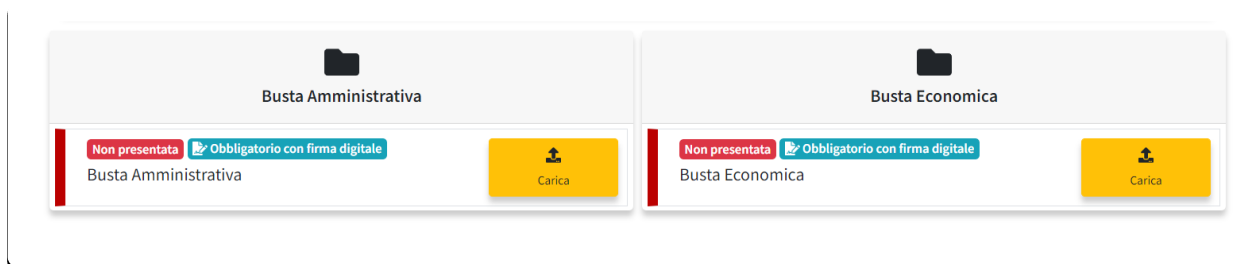 Busta Amministrativa
Non presentata Obbligatorio con firma digitale
Busta Amministrativa
Carica
Busta Economica
Non presentata Obbligatorio con firma digitale
Busta Economica
Carica